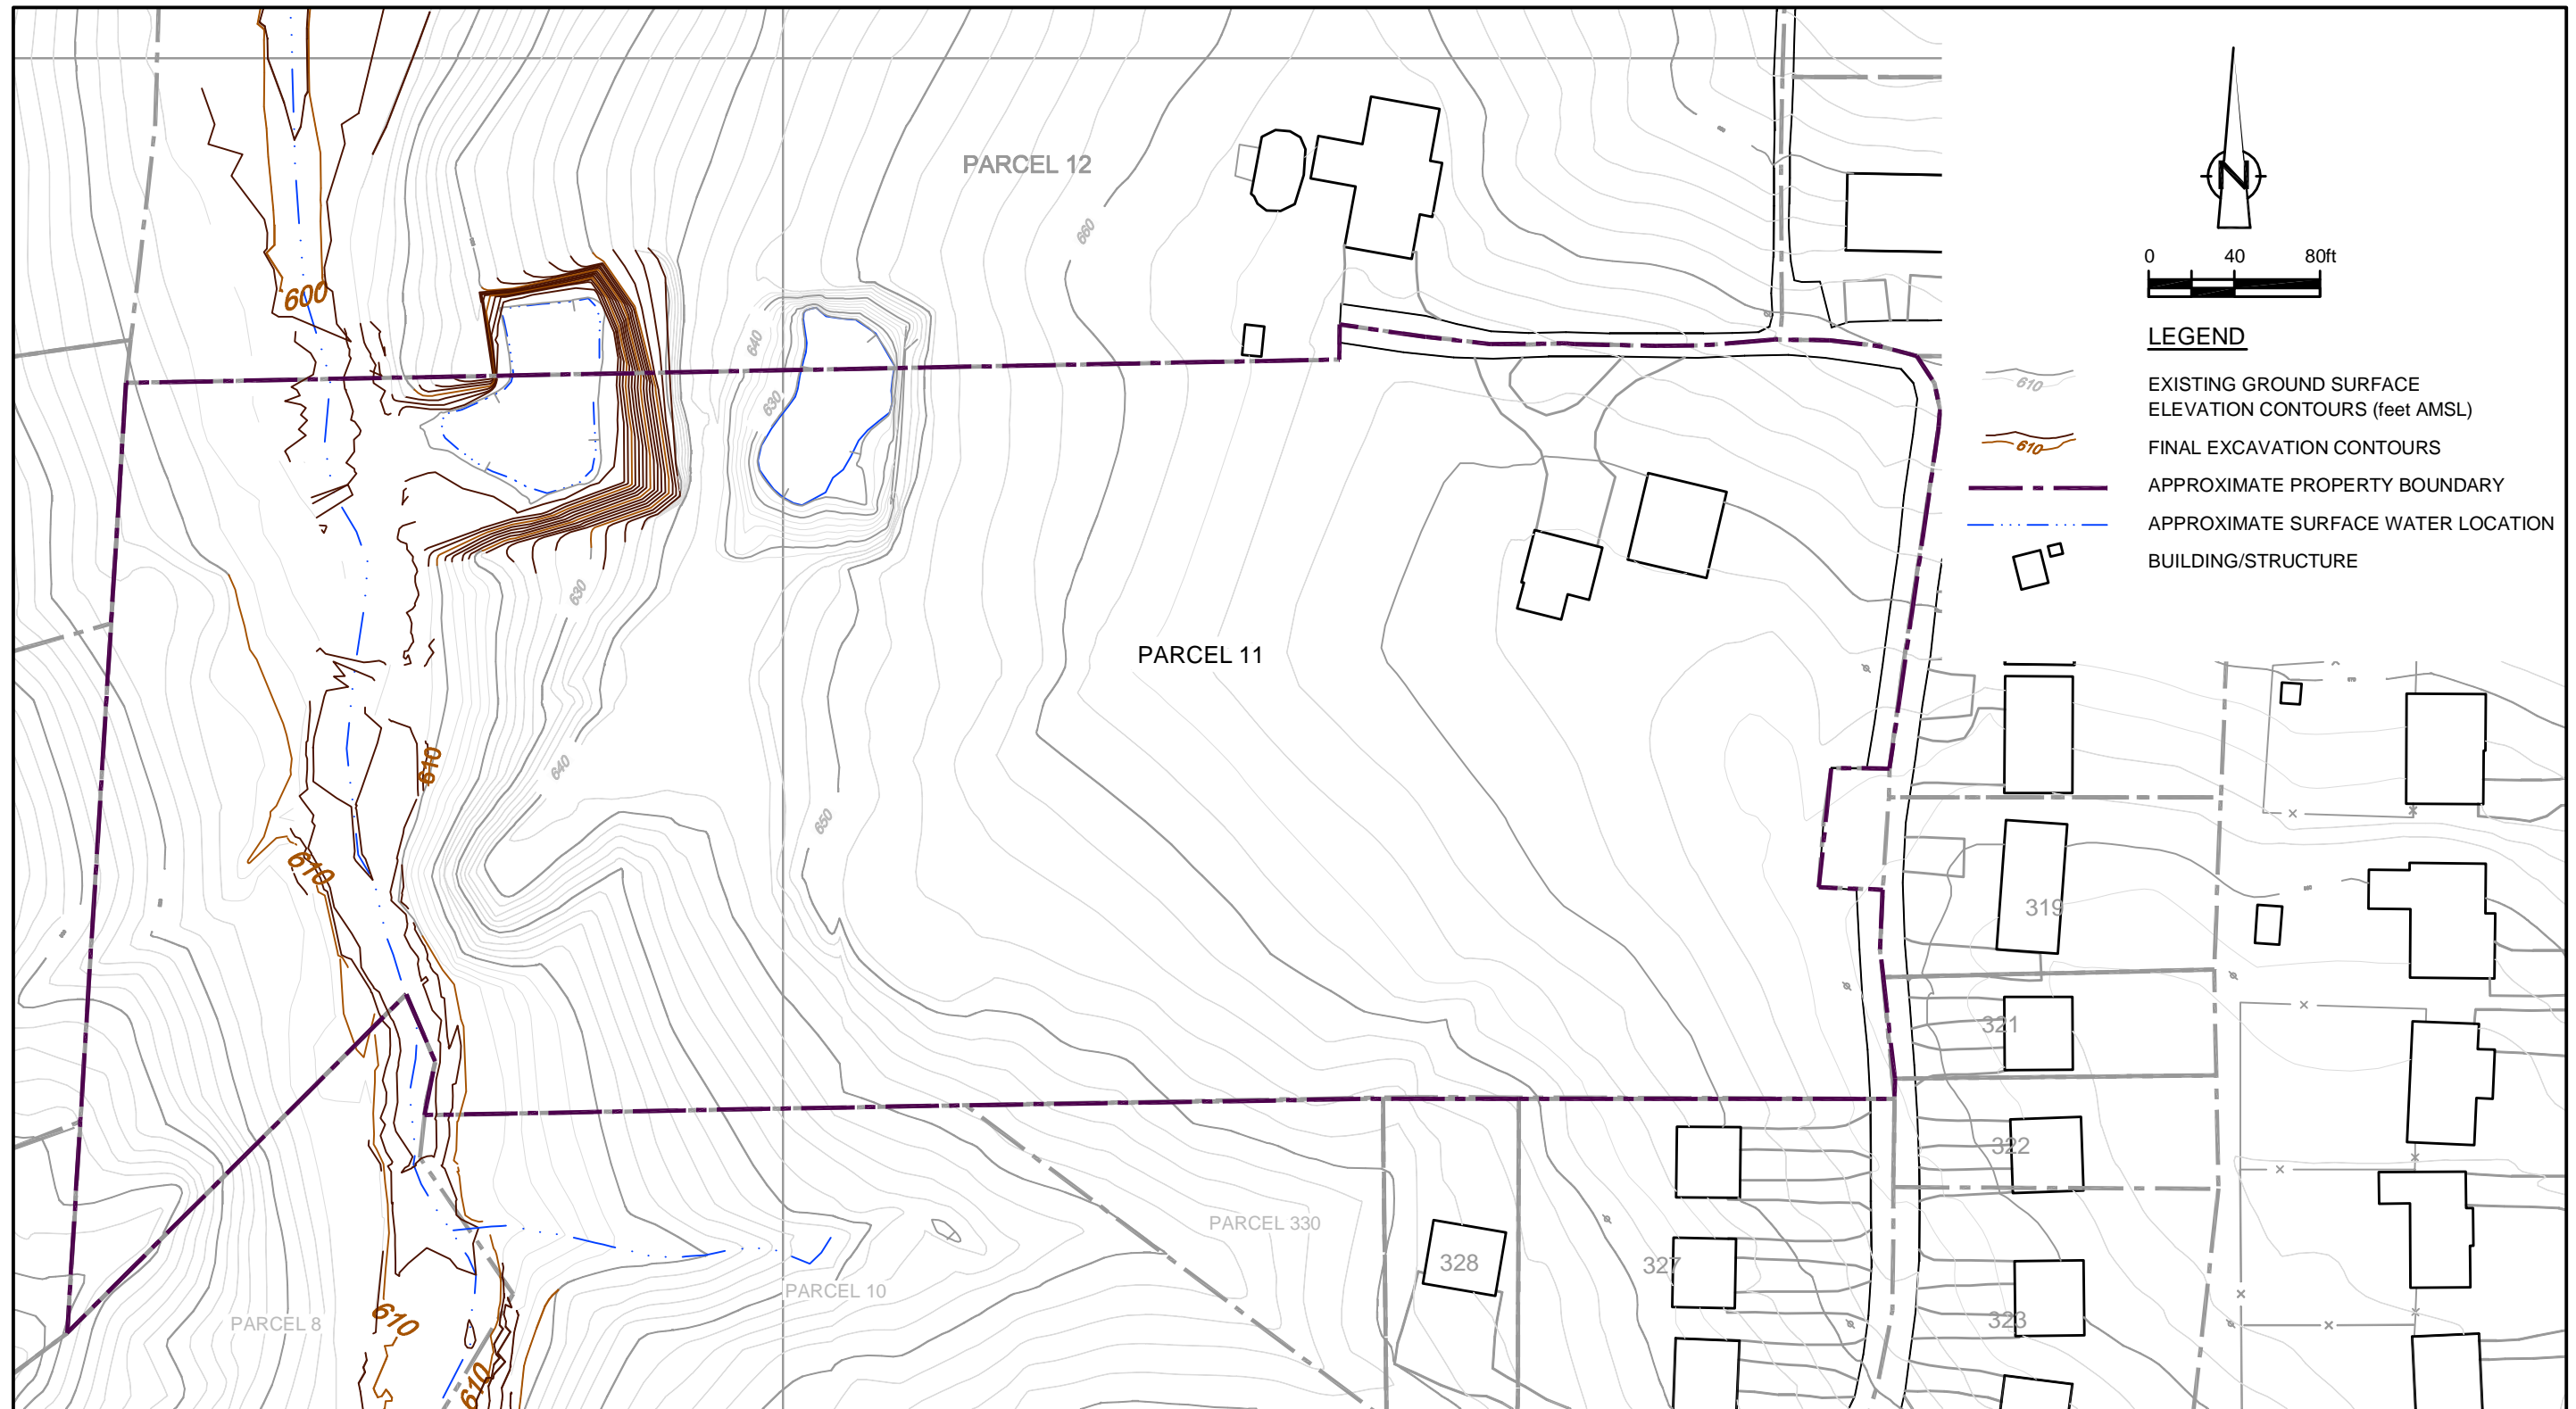 PARCEL 12
660
600
640
630
N
0 40 80ft
LEGEND
610
EXISTING GROUND SURFACE
ELEVATION CONTOURS (feet AMSL)
610
FINAL EXCAVATION CONTOURS
APPROXIMATE PROPERTY BOUNDARY
APPROXIMATE SURFACE WATER LOCATION
BUILDING/STRUCTURE
630
PARCEL 11
610
640
650
610
319
321
322
PARCEL 330
328
327
PARCEL 10
323
PARCEL 8
610
610